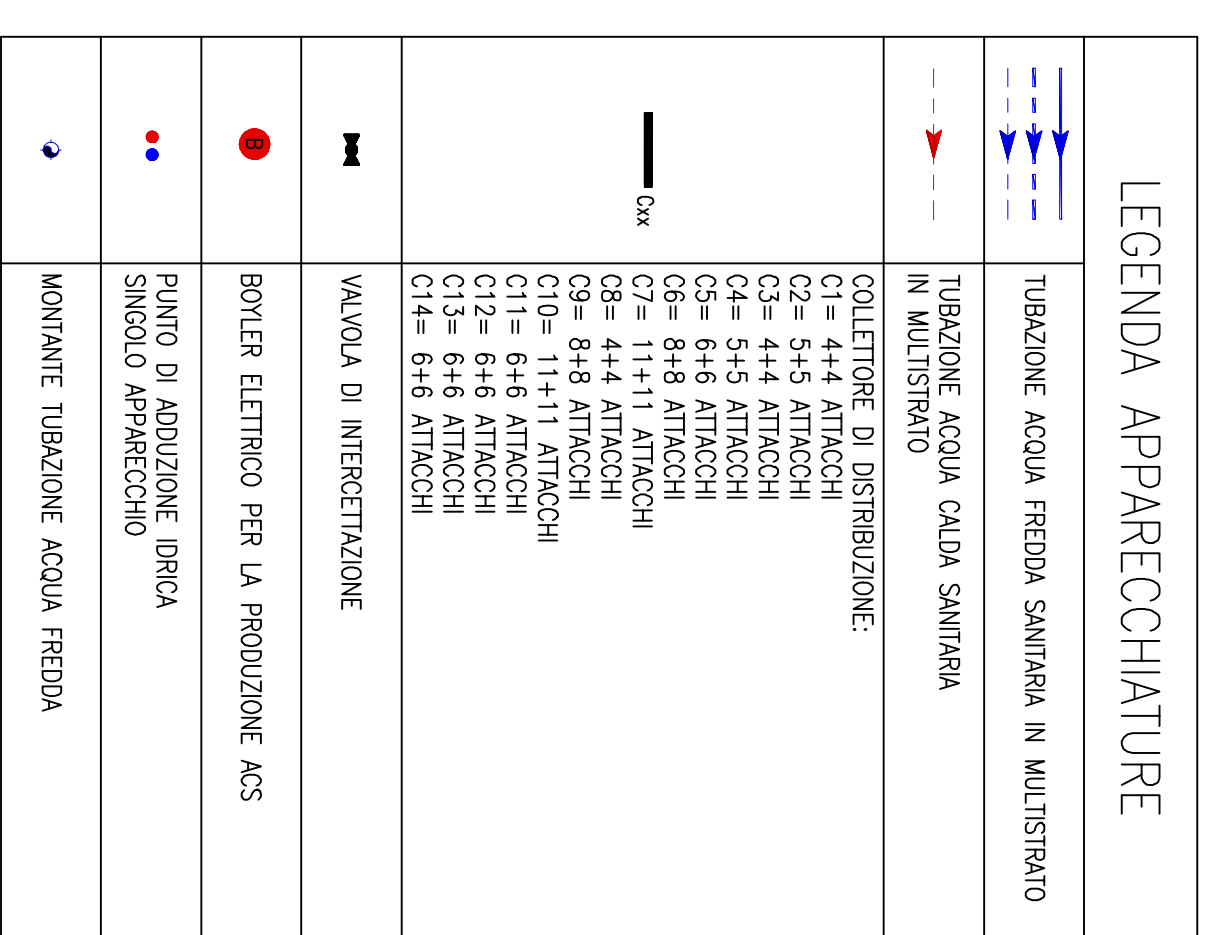 LEGENDA APPARECCHIATURE
TUBAZIONE ACQUA FREDDA SANITARIA IN MULTISTRATO
TUBAZIONE ACQUA CALDA SANITARIA
IN MULTISTRATO
Cxx
COLLETTORE DI DISTRIBUZIONE:
C1= 4+4 ATTACCHI
C2= 5+5 ATTACCHI
C3= 4+4 ATTACCHI
C4= 5+5 ATTACCHI
C5= 6+6 ATTACCHI
C6= 8+8 ATTACCHI
C7= 11+11 ATTACCHI
C8= 4+4 ATTACCHI
C9= 8+8 ATTACCHI
C10= 11+11 ATTACCHI
C11= 6+6 ATTACCHI
C12= 6+6 ATTACCHI
C13= 6+6 ATTACCHI
C14= 6+6 ATTACCHI
VALVOLA DI INTERCETTAZIONE
B
BOYLER ELETTRICO PER LA PRODUZIONE ACS
PUNTO DI ADDUZIONE IDRICA
SINGOLO APPARECCHIO
MONTANTE TUBAZIONE ACQUA FREDDA